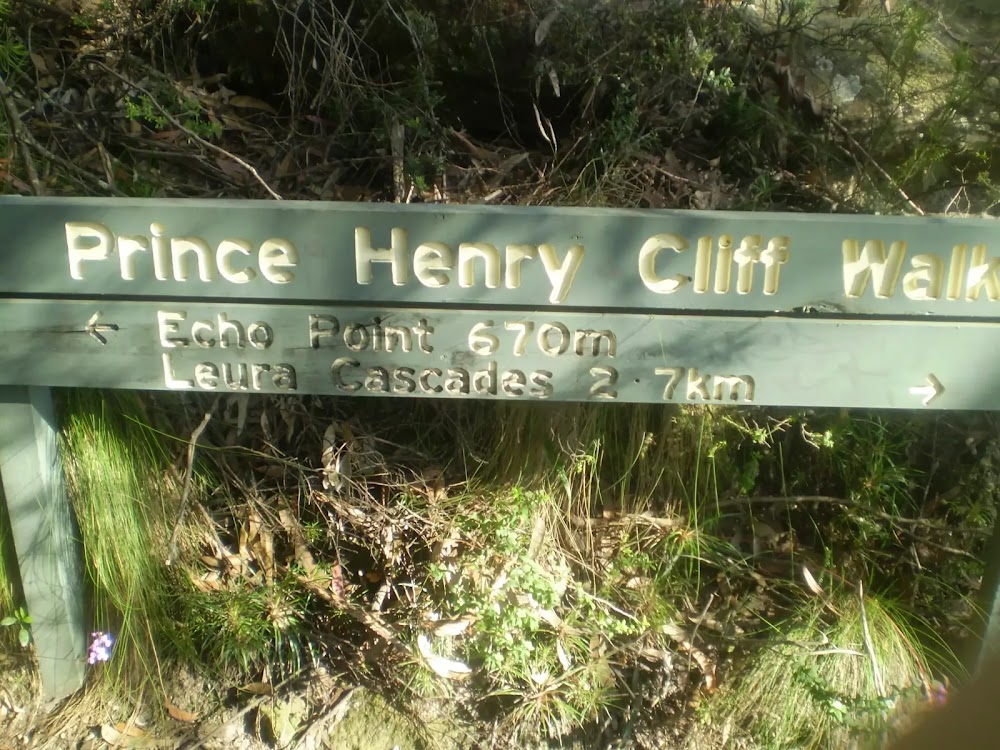 Prince Henry Cliff Walk
← Echo Point 670m
Leura Cascades 2.7km →